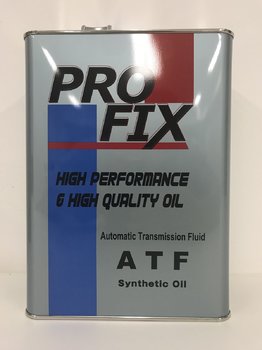 PRO
FIX
HIGH PERFORMANCE
& HIGH QUALITY OIL
Automatic Transmission Fluid
ATF
Synthetic Oil